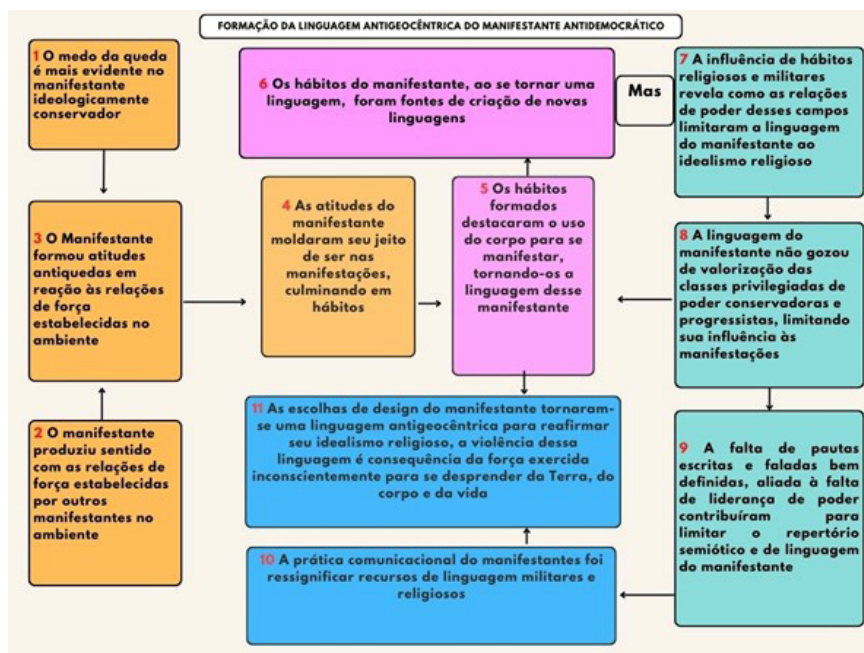 FORMAÇÃO DA LINGUAGEM ANTIGEOCÊNTRICA DO MANIFESTANTE ANTIDEMOCRÁTICO
1 O medo da queda
é mais evidente no
manifestante
ideologicamente
conservador
2 O manifestante
produziu sentido
com as relações de
força estabelecidas
por outros
manifestantes no
ambiente
3 O Manifestante
formou atitudes
antiquedas em
reação às relações
de força
estabelecidas no
ambiente
4 As atitudes do
manifestante
moldaram seu jeito
de ser nas
manifestações,
culminando em
hábitos
5 Os hábitos
formados
destacaram o uso
do corpo para se
manifestar,
tornando-os a
linguagem desse
manifestante
6 Os hábitos do manifestante, ao se tornar uma
linguagem, foram fontes de criação de novas
linguagens
Mas
7 A influência de hábitos
religiosos e militares
revela como as relações
de poder desses campos
limitaram a linguagem
do manifestante ao
idealismo religioso
8 A linguagem do
manifestante não gozou
de valorização das
classes privilegiadas de
poder conservadoras e
progressistas, limitando
sua influência às
manifestações
9 A falta de pautas
escritas e faladas bem
definidas, aliada à falta
de liderança de poder
contribuíram para
limitar o repertório
semiótico e de linguagem
do manifestante
10 A prática comunicacional do manifestantes foi
ressignificar recursos de linguagem militares e
religiosos
11 As escolhas de design do manifestante tornaram-
se uma linguagem antigeocêntrica para reafirmar
seu idealismo religioso, a violência dessa
linguagem é consequência da força exercida
inconscientemente para se desprender da Terra, do
corpo e da vida